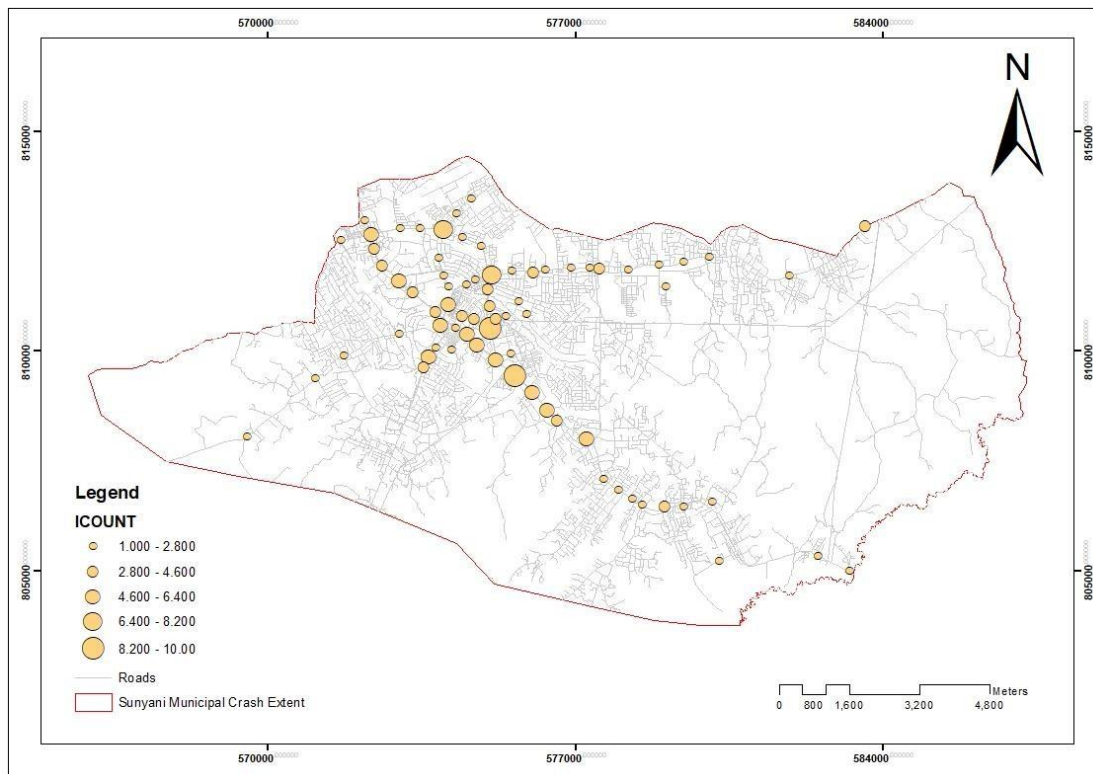 570000 577000 584000
N
815000 815000
810000 810000
805000 805000
Legend
ICOUNT
1.000 - 2.800
2.800 - 4.600
4.600 - 6.400
6.400 - 8.200
8.200 - 10.00
Roads
Sunyani Municipal Crash Extent
Meters
0 800 1,600 3,200 4,800
570000 577000 584000